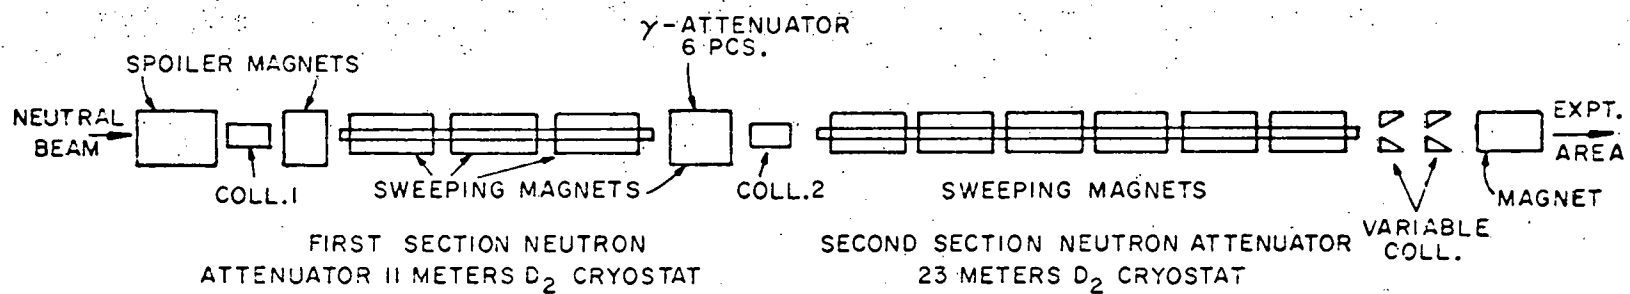 γ-ATTENUATOR
6 PCS.
SPOILER MAGNETS
NEUTRAL
BEAM
EXPT.
AREA
COLL.1
SWEEPING MAGNETS
COLL.2
SWEEPING MAGNETS
MAGNET
VARIABLE
COLL.
FIRST SECTION NEUTRON
ATTENUATOR 11 METERS D₂ CRYOSTAT
SECOND SECTION NEUTRON ATTENUATOR
23 METERS D₂ CRYOSTAT